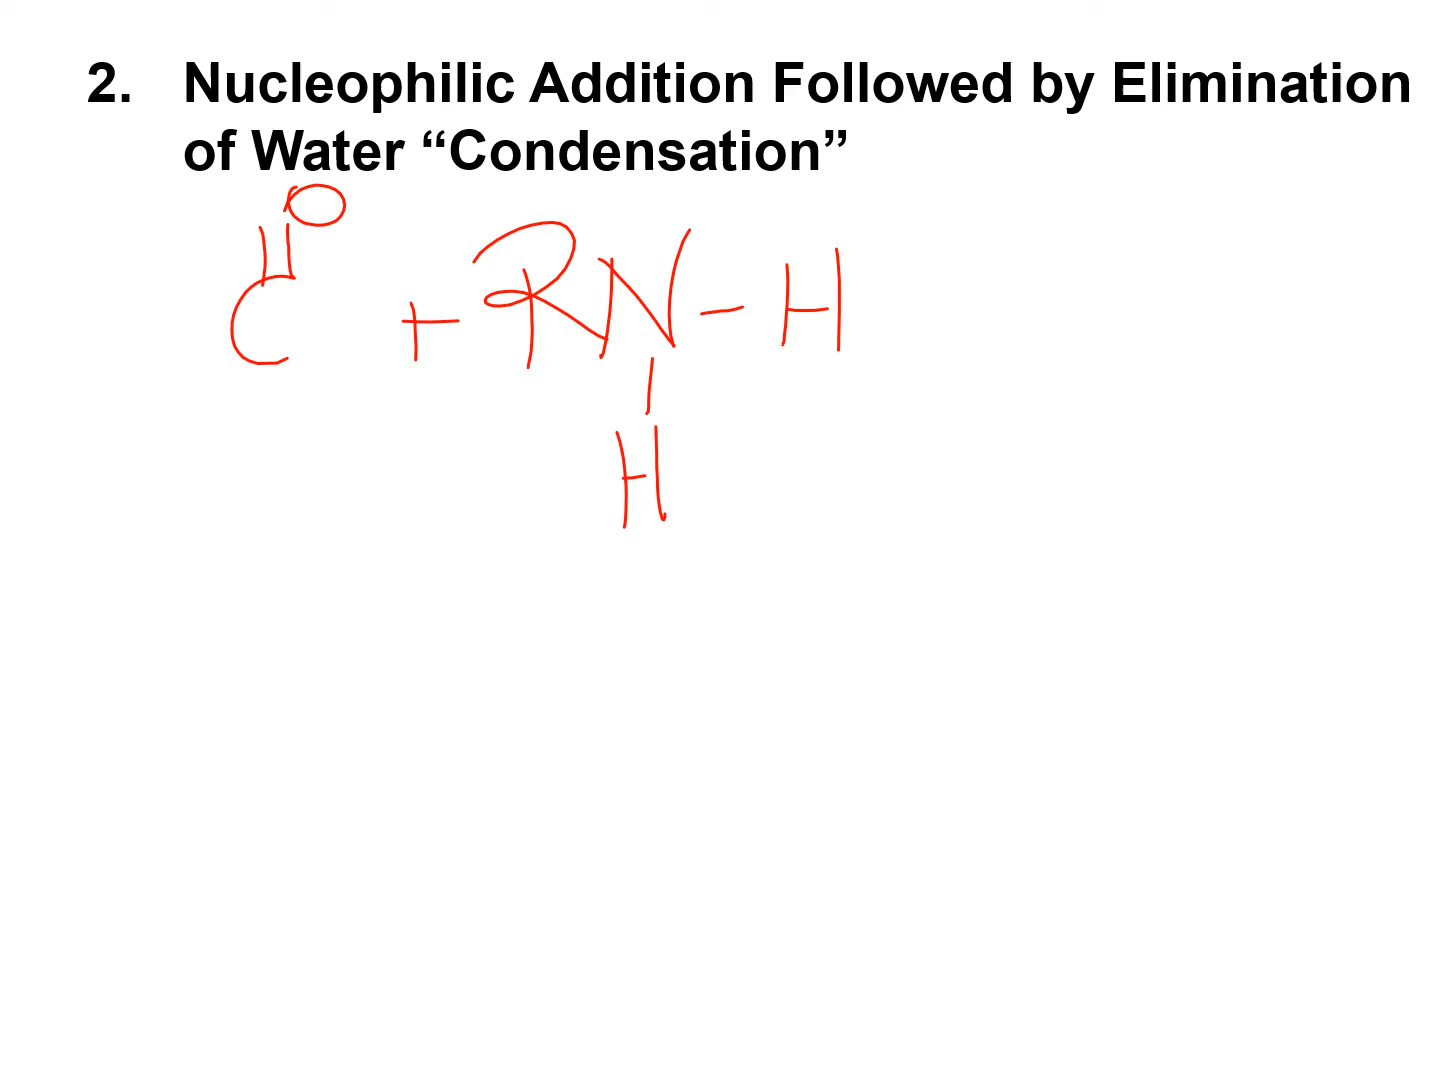 2. Nucleophilic Addition Followed by Elimination
of Water “Condensation”
O
C + RN-H
H